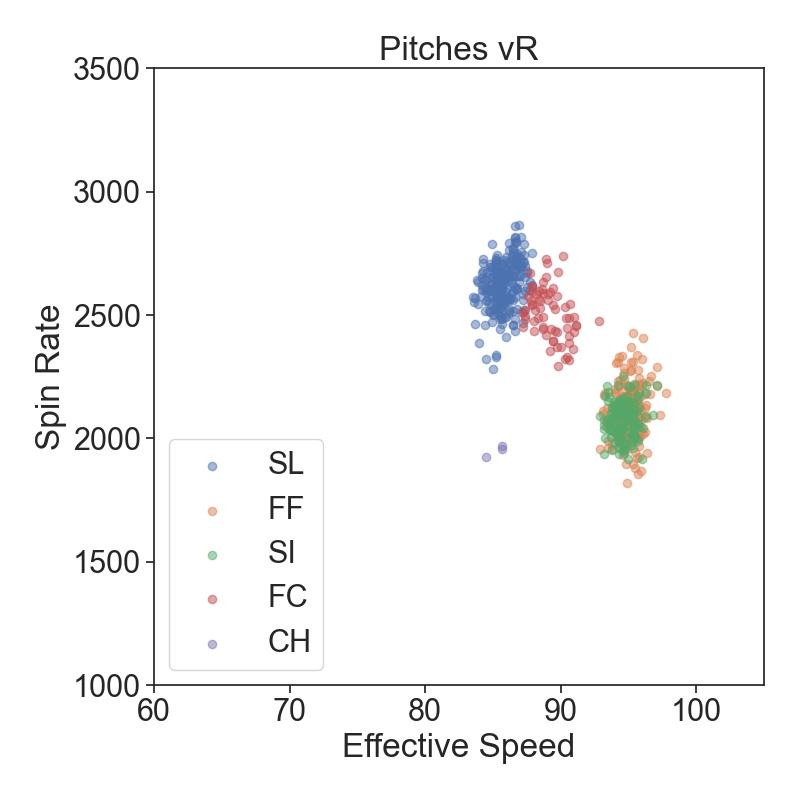 Pitches vR
3500
3000
2500
2000
1500
1000
Spin Rate
SL
FF
SI
FC
CH
60 70 80 90 100
Effective Speed